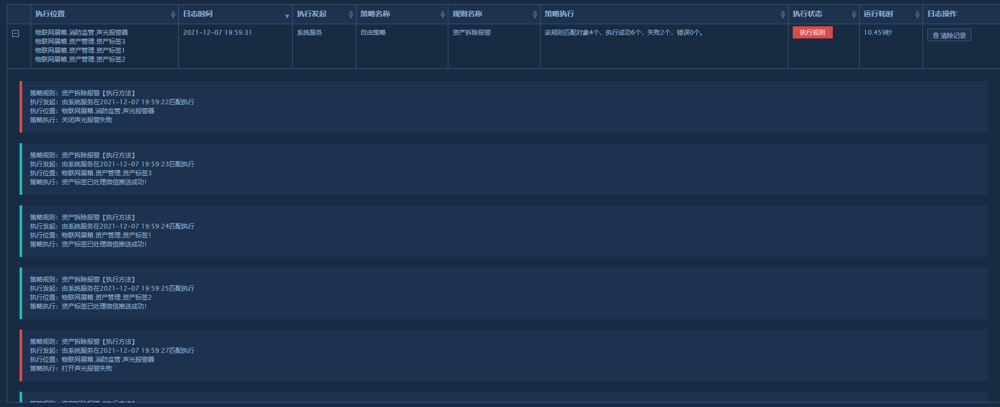 执行位置 日志时间 执行发起 策略名称 规则名称 策略执行 执行状态 运行耗时 日志操作
物联网展箱.消防监管.声光报警器 2021-12-07 19:59:31 系统服务 自由策略 资产拆除报警 该规则匹配对象4个，执行成功6个，失败2个，错误0个。 执行规则 10.459秒 清除记录
物联网展箱.资产管理.资产标签3
物联网展箱.资产管理.资产标签1
物联网展箱.资产管理.资产标签2
策略规则：资产拆除报警【执行方法】
执行发起：由系统服务在2021-12-07 19:59:22匹配执行
执行位置：物联网展箱.消防监管.声光报警器
策略执行：关闭声光报警失败
策略规则：资产拆除报警【执行方法】
执行发起：由系统服务在2021-12-07 19:59:23匹配执行
执行位置：物联网展箱.资产管理.资产标签3
策略执行：资产标签已处理微信推送成功！
策略规则：资产拆除报警【执行方法】
执行发起：由系统服务在2021-12-07 19:59:24匹配执行
执行位置：物联网展箱.资产管理.资产标签1
策略执行：资产标签已处理微信推送成功！
策略规则：资产拆除报警【执行方法】
执行发起：由系统服务在2021-12-07 19:59:25匹配执行
执行位置：物联网展箱.资产管理.资产标签2
策略执行：资产标签已处理微信推送成功！
策略规则：资产拆除报警【执行方法】
执行发起：由系统服务在2021-12-07 19:59:27匹配执行
执行位置：物联网展箱.消防监管.声光报警器
策略执行：打开声光报警失败